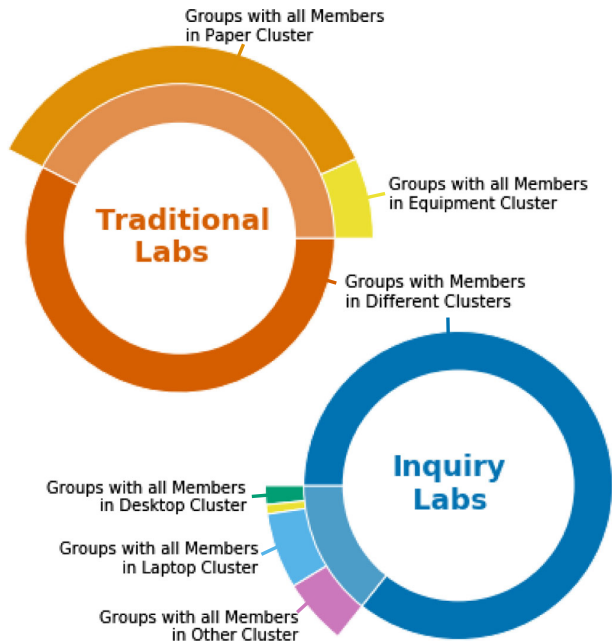 Groups with all Members
in Paper Cluster
Groups with all Members
in Equipment Cluster
Traditional
Labs
Groups with Members
in Different Clusters
Inquiry
Labs
Groups with all Members
in Desktop Cluster
Groups with all Members
in Laptop Cluster
Groups with all Members
in Other Cluster